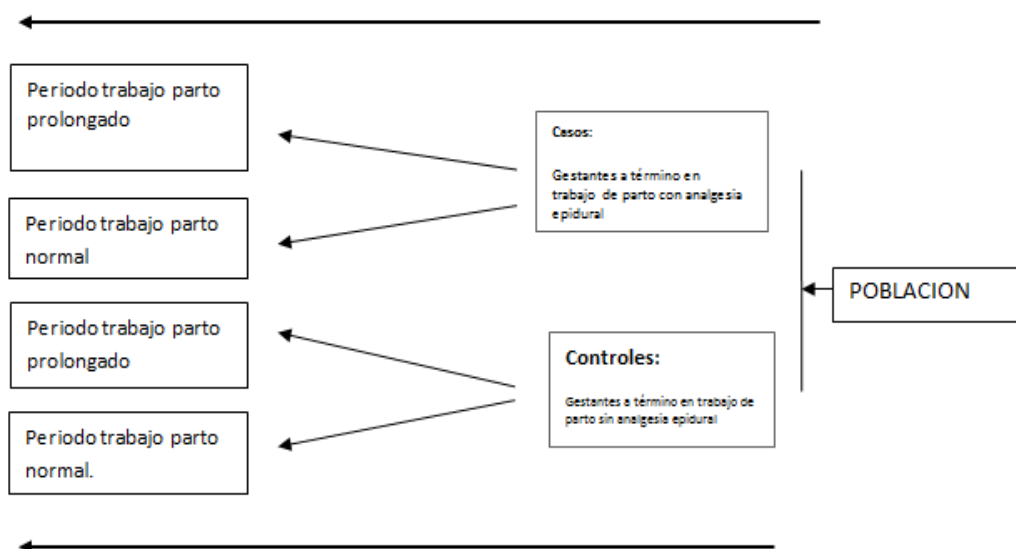 Periodo trabajo parto
prolongado
Periodo trabajo parto
normal
Periodo trabajo parto
prolongado
Periodo trabajo parto
normal.
Casos:
Gestantes a término en
trabajo de parto con analgesia
epidural
Controles:
Gestantes a término en trabajo de
parto sin analgesia epidural
POBLACION